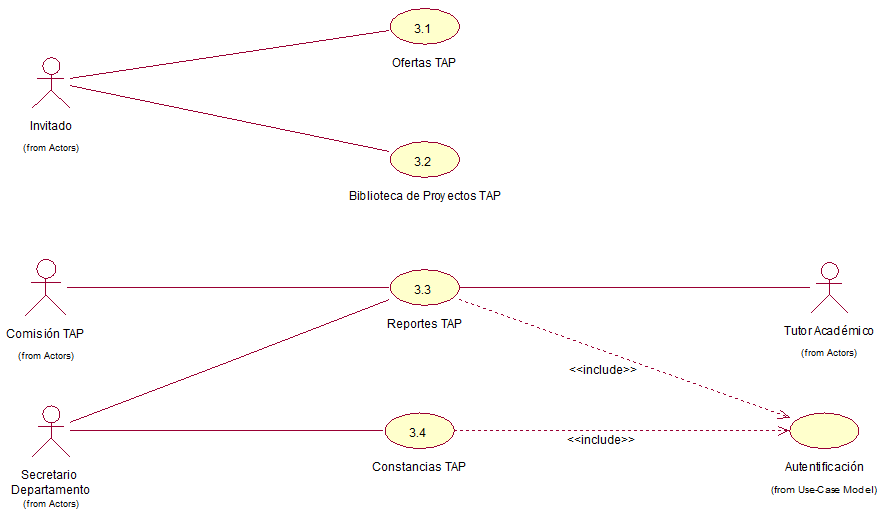 3.1
Ofertas TAP
Invitado
(from Actors)
3.2
Biblioteca de Proyectos TAP
3.3
Reportes TAP
Comisión TAP
(from Actors)
Tutor Académico
(from Actors)
<<include>>
3.4
Constancias TAP
<<include>>
Secretario
Departamento
(from Actors)
Autentificación
(from Use-Case Model)